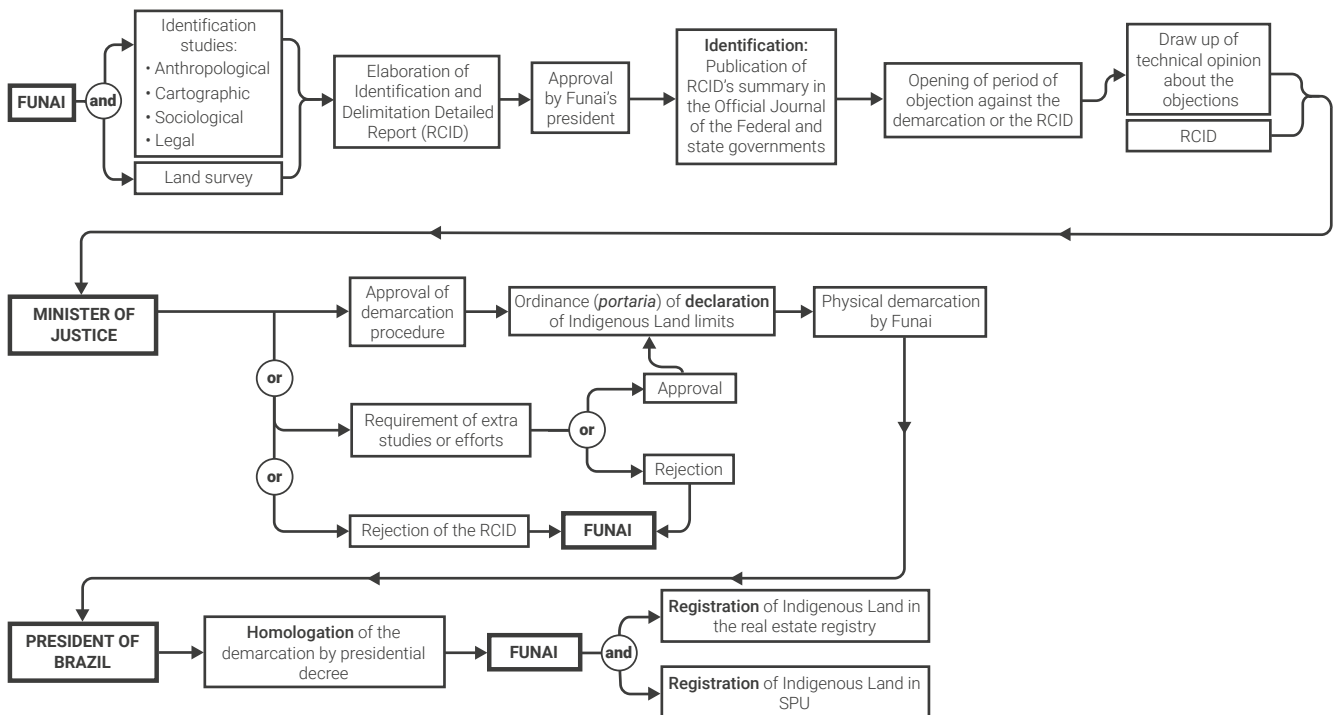 FUNAI
and
Identification
studies:
• Anthropological
• Cartographic
• Sociological
• Legal
Land survey
Elaboration of
Identification and
Delimitation Detailed
Report (RCID)
Approval
by Funai's
president
Identification:
Publication of
RCID's summary in
the Official Journal
of the Federal and
state governments
Opening of period of
objection against the
demarcation or the RCID
Draw up of
technical opinion
about the
objections
RCID
MINISTER OF
JUSTICE
Approval of
demarcation
procedure
Ordinance (portaria) of declaration
of Indigenous Land limits
Physical demarcation
by Funai
or
Requirement of extra
studies or efforts
or
Approval
Rejection
or
Rejection of the RCID
FUNAI
PRESIDENT OF
BRAZIL
Homologation of the
demarcation by presidential
decree
FUNAI
and
Registration of Indigenous Land in
the real estate registry
Registration of Indigenous Land in
SPU